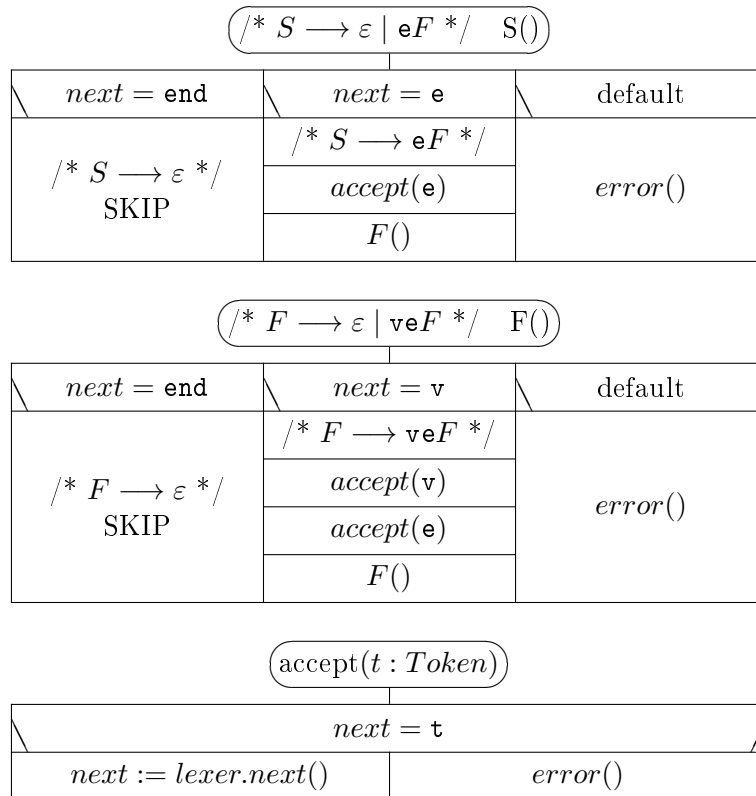 /* S ⟶ ε | eF */ S()
next = end next = e default
/* S ⟶ ε */
SKIP
/* S ⟶ eF */
accept(e)
F()
error()
/* F ⟶ ε | veF */ F()
next = end next = v default
/* F ⟶ ε */
SKIP
/* F ⟶ veF */
accept(v)
accept(e)
F()
error()
accept(t : Token)
next = t
next := lexer.next() error()